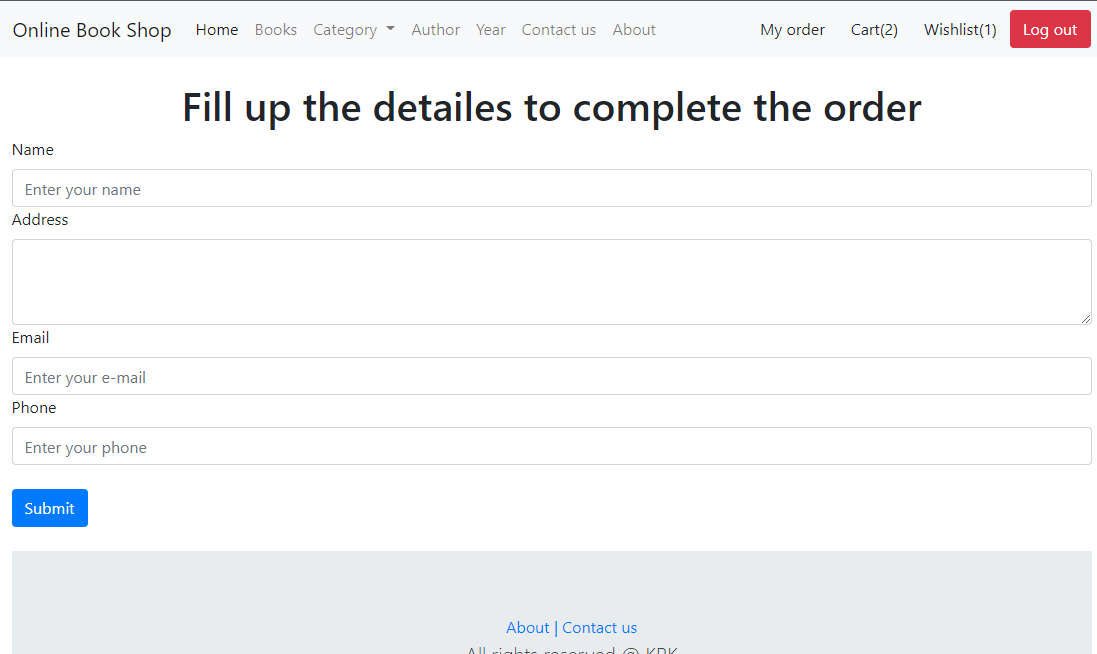 Online Book Shop Home Books Category Author Year Contact us About My order Cart(2) Wishlist(1) Log out
Fill up the detailes to complete the order
Name
Enter your name
Address
Email
Enter your e-mail
Phone
Enter your phone
Submit
About | Contact us
All rights reserved @ KRK